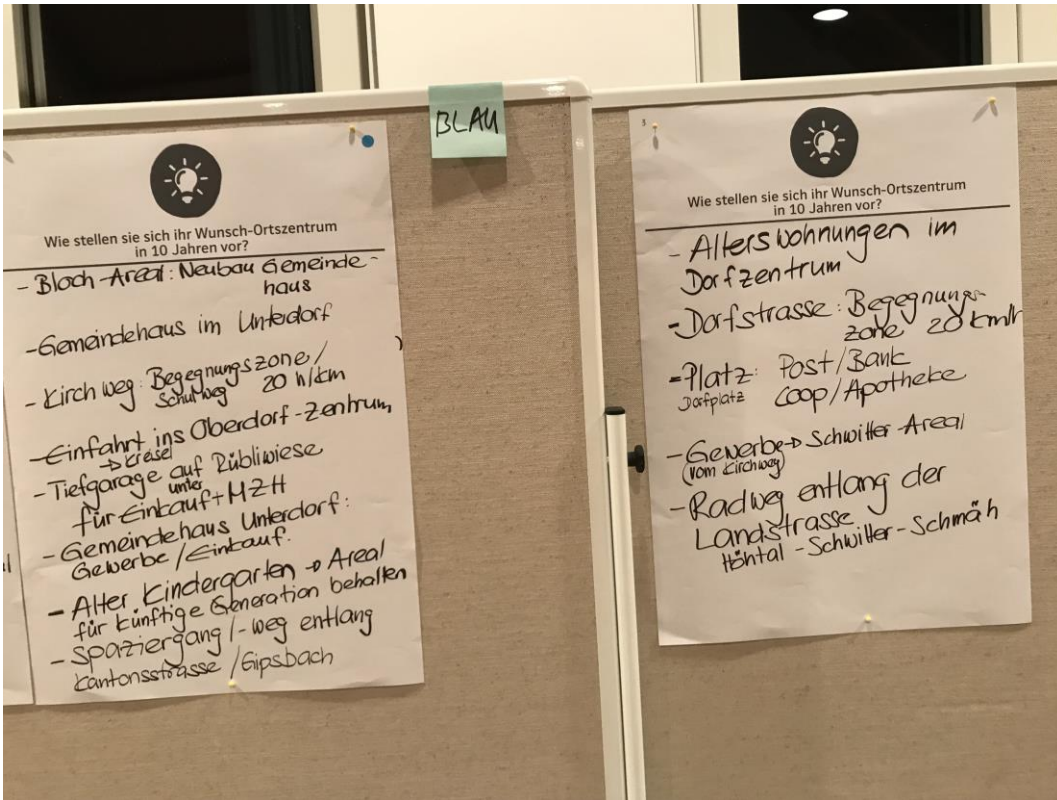 BLAU
Wie stellen sie sich ihr Wunsch-Ortszentrum
in 10 Jahren vor?
- Bloch-Areal: Neubau Gemeinde-
haus
- Gemeindehaus im Unterdorf
- Kirchweg: Begegnungszone /
Schulweg 20 h/km
- Einfahrt ins Oberdorf-Zentrum
→ Kreisel
- Tiefgarage auf Rübliwiese
unter
für Einkauf + MZH
- Gemeindehaus Unterdorf:
Gewerbe / Einkauf.
- Alter Kindergarten → Areal
für künftige Generation behalten
- Spaziergang /-weg entlang
Kantonsstrasse / Gipsbach
Wie stellen sie sich ihr Wunsch-Ortszentrum
in 10 Jahren vor?
- Alterswohnungen im
Dorfzentrum
- Dorfstrasse: Begegnungs-
zone 20 km/h
- Platz: Post/Bank
Dorfplatz Coop/Apotheke
- Gewerbe → Schwitter-Areal
(vom Kirchweg)
- Radweg entlang der
Landstrasse
Höhtal - Schwitter - Schmäh